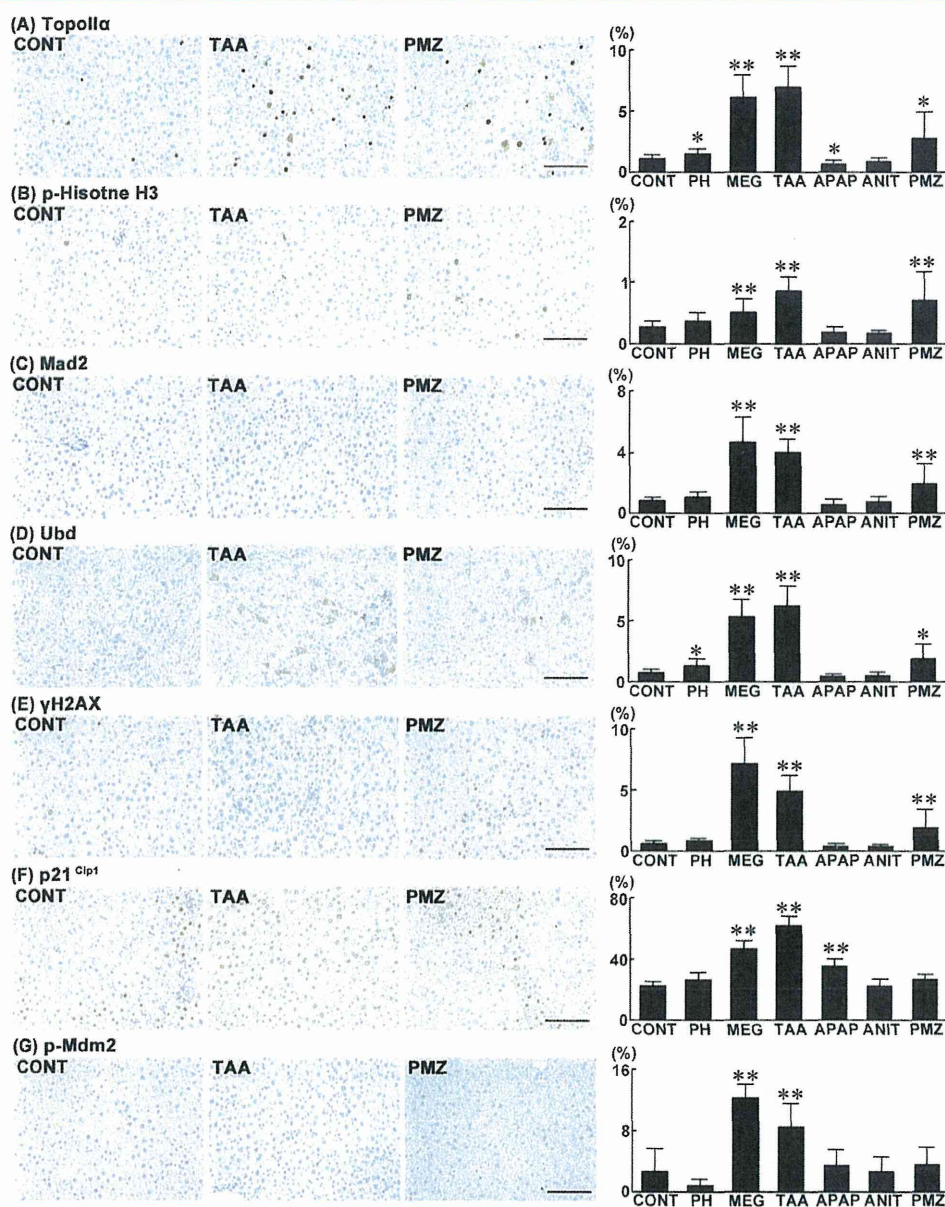 (A) TopoIIα
CONT TAA PMZ
(%)
10
** **
*
* *
5
0
CONT PH MEG TAA APAP ANIT PMZ
(B) p-Hisotne H3
CONT TAA PMZ
(%)
2
** **
**
1
0
CONT PH MEG TAA APAP ANIT PMZ
(C) Mad2
CONT TAA PMZ
(%)
8
** **
**
4
0
CONT PH MEG TAA APAP ANIT PMZ
(D) Ubd
CONT TAA PMZ
(%)
10
** **
* *
5
0
CONT PH MEG TAA APAP ANIT PMZ
(E) γH2AX
CONT TAA PMZ
(%)
10
** **
**
5
0
CONT PH MEG TAA APAP ANIT PMZ
(F) p21 Cip1
CONT TAA PMZ
(%)
80
** ** **
40
0
CONT PH MEG TAA APAP ANIT PMZ
(G) p-Mdm2
CONT TAA PMZ
(%)
16
** **
8
0
CONT PH MEG TAA APAP ANIT PMZ